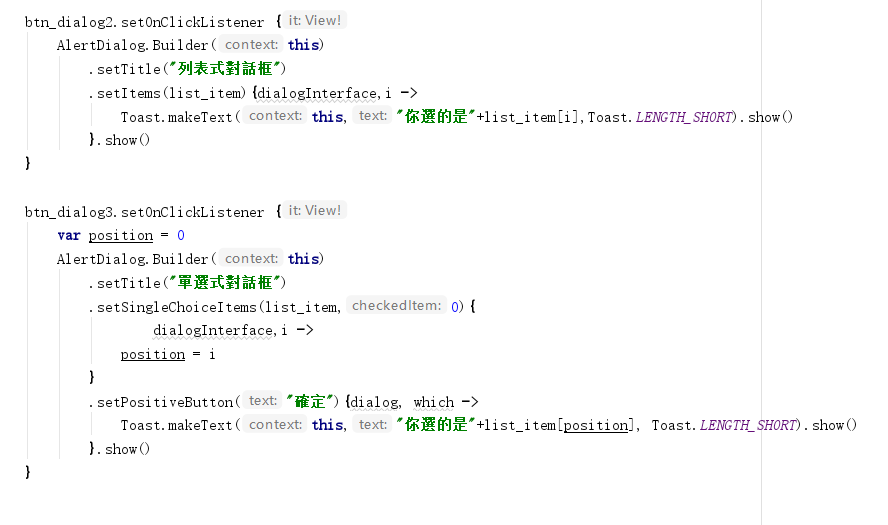 btn_dialog2.setOnClickListener { it: View!
    AlertDialog.Builder( context: this)
        .setTitle("列表式對話框")
        .setItems(list_item){dialogInterface,i ->
            Toast.makeText( context: this, text: "你選的是"+list_item[i],Toast.LENGTH_SHORT).show()
        }.show()
}
btn_dialog3.setOnClickListener { it: View!
    var position = 0
    AlertDialog.Builder( context: this)
        .setTitle("單選式對話框")
        .setSingleChoiceItems(list_item, checkedItem: 0){
                dialogInterface,i ->
            position = i
        }
        .setPositiveButton( text: "確定"){dialog, which ->
            Toast.makeText( context: this, text: "你選的是"+list_item[position], Toast.LENGTH_SHORT).show()
        }.show()
}